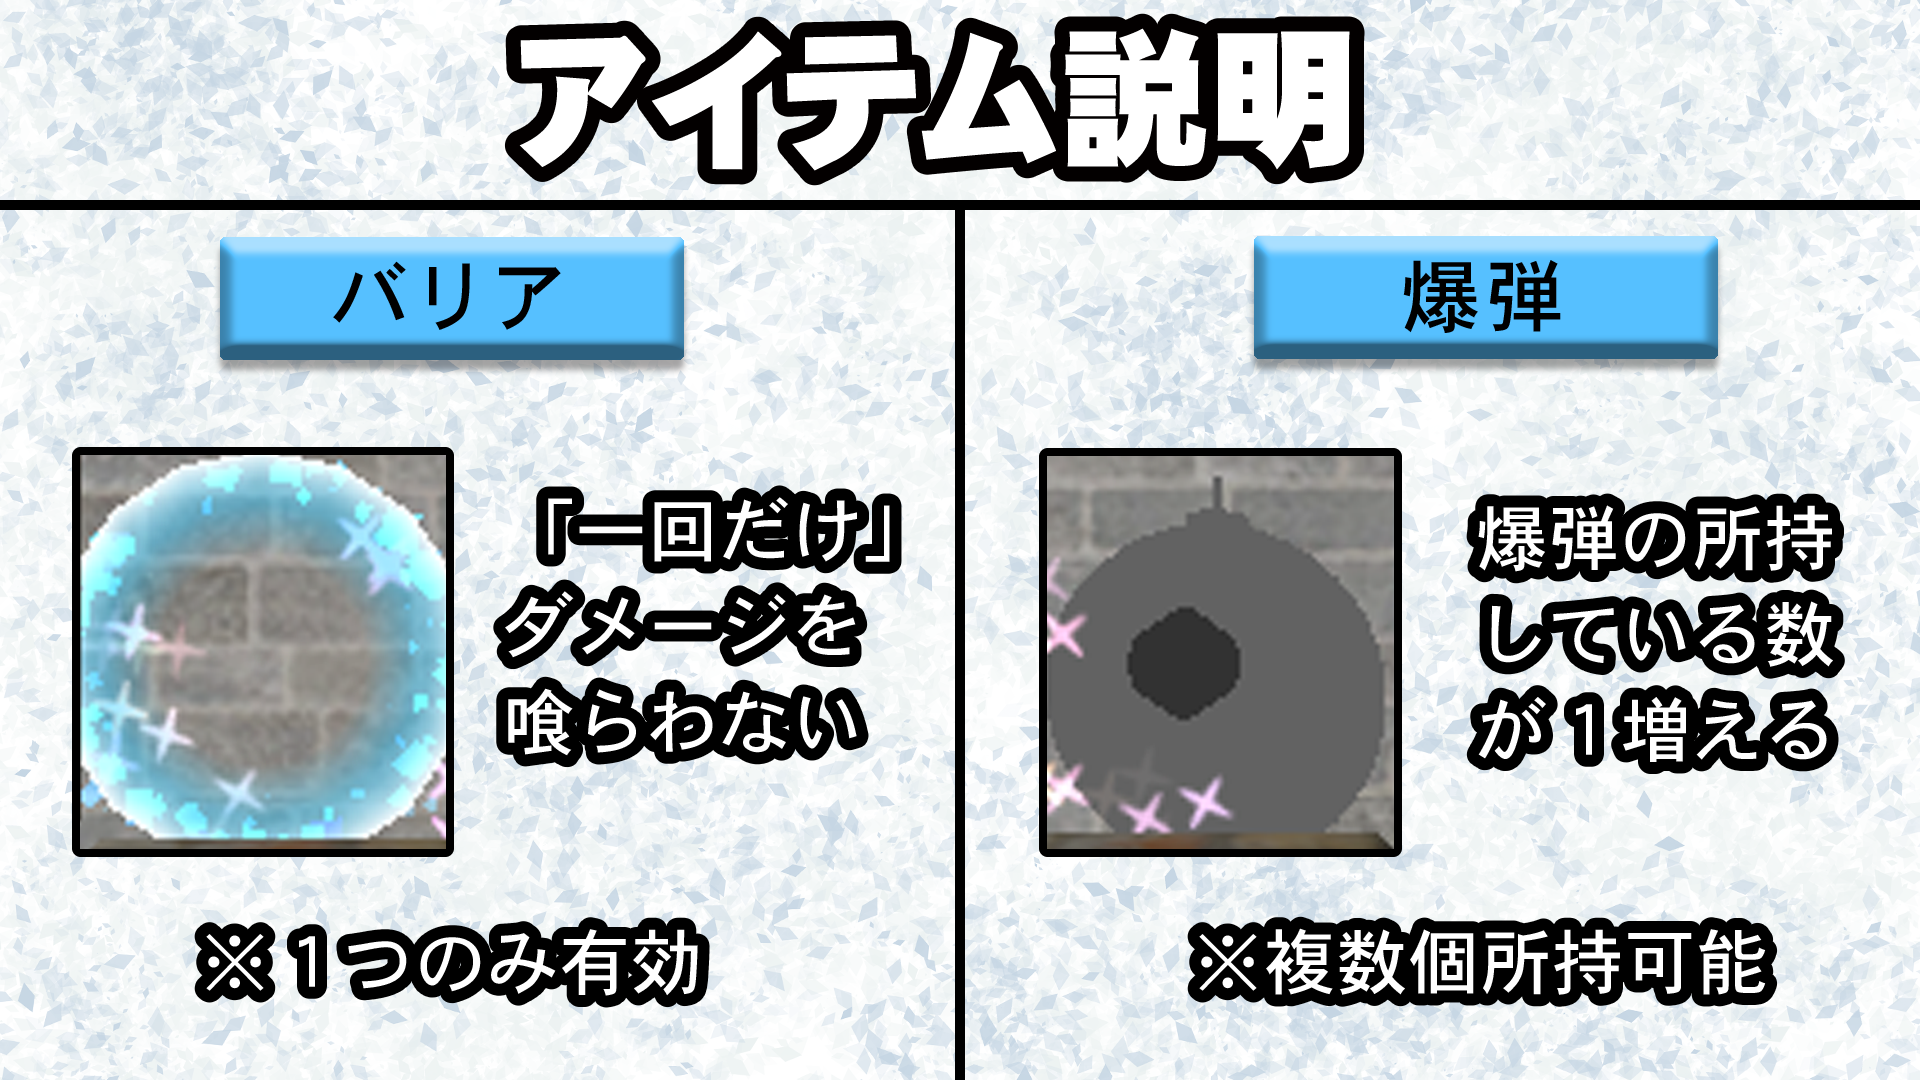 アイテム説明
バリア
「一回だけ」
ダメージを
喰らわない
※１つのみ有効
爆弾
爆弾の所持
している数
が１増える
※複数個所持可能